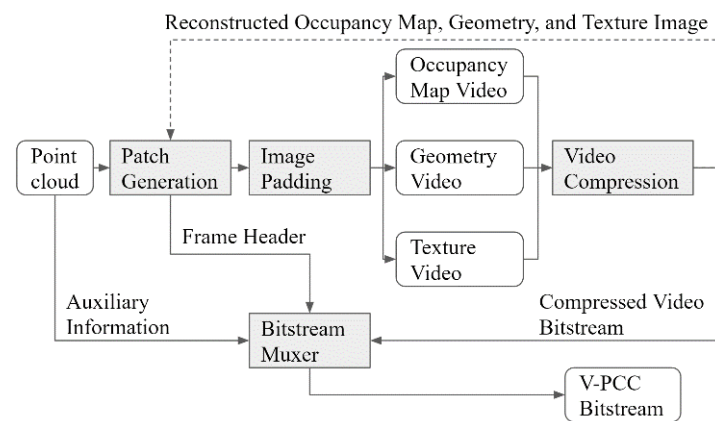 Reconstructed Occupancy Map, Geometry, and Texture Image
Occupancy
Map Video
Point
cloud
Patch
Generation
Image
Padding
Geometry
Video
Video
Compression
Frame Header
Texture
Video
Auxiliary
Information
Bitstream
Muxer
Compressed Video
Bitstream
V-PCC
Bitstream